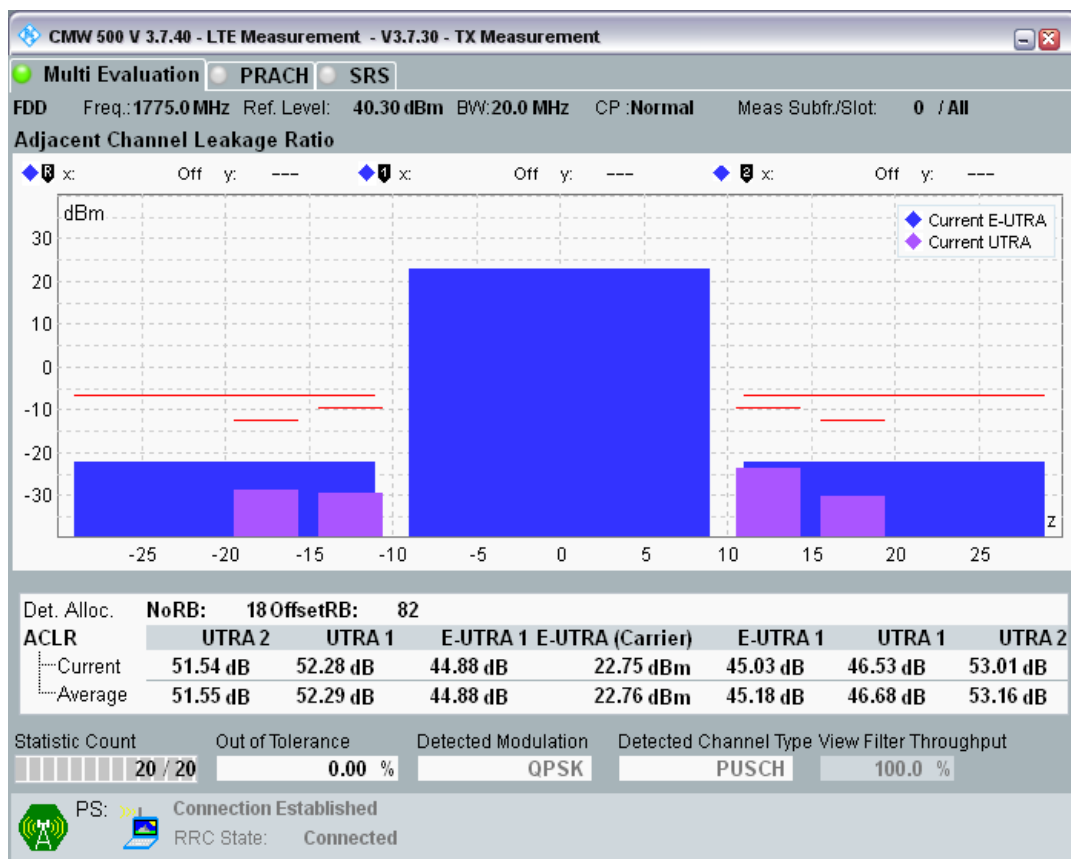 CMW 500 V 3.7.40 - LTE Measurement - V3.7.30 - TX Measurement
Multi Evaluation PRACH SRS
FDD Freq.: 1775.0 MHz Ref. Level: 40.30 dBm BW: 20.0 MHz CP : Normal Meas Subfr./Slot: 0 / All
Adjacent Channel Leakage Ratio
R x: Off y: --- 1 x: Off y: --- 2 x: Off y: ---
dBm
Current E-UTRA
Current UTRA
30
20
10
0
-10
-20
-30
z
-25 -20 -15 -10 -5 0 5 10 15 20 25
Det. Alloc. NoRB: 18 OffsetRB: 82
ACLR UTRA 2 UTRA 1 E-UTRA 1 E-UTRA (Carrier) E-UTRA 1 UTRA 1 UTRA 2
Current 51.54 dB 52.28 dB 44.88 dB 22.75 dBm 45.03 dB 46.53 dB 53.01 dB
Average 51.55 dB 52.29 dB 44.88 dB 22.76 dBm 45.18 dB 46.68 dB 53.16 dB
Statistic Count Out of Tolerance Detected Modulation Detected Channel Type View Filter Throughput
20 / 20 0.00 % QPSK PUSCH 100.0 %
PS: Connection Established
RRC State: Connected